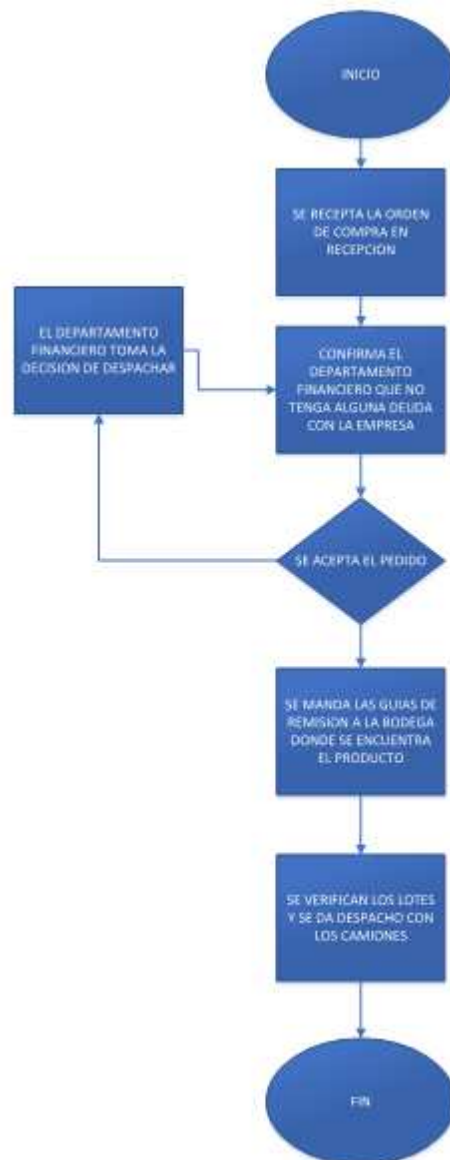 INICIO
SE RECEPTA LA ORDEN
DE COMPRA EN
RECEPCION
EL DEPARTAMENTO
FINANCIERO TOMA LA
DECISIÓN DE DESPACHAR
CONFIRMA EL
DEPARTAMENTO
FINANCIERO QUE NO
TENGA ALGUNA DEUDA
CON LA EMPRESA
SE ACEPTA EL PEDIDO
SE MANDA LAS GUIAS DE
REMISION A LA BODEGA
DONDE SE ENCUENTRA
EL PRODUCTO
SE VERIFICAN LOS LOTES
Y SE DA DESPACHO CON
LOS CAMIONES
FIN